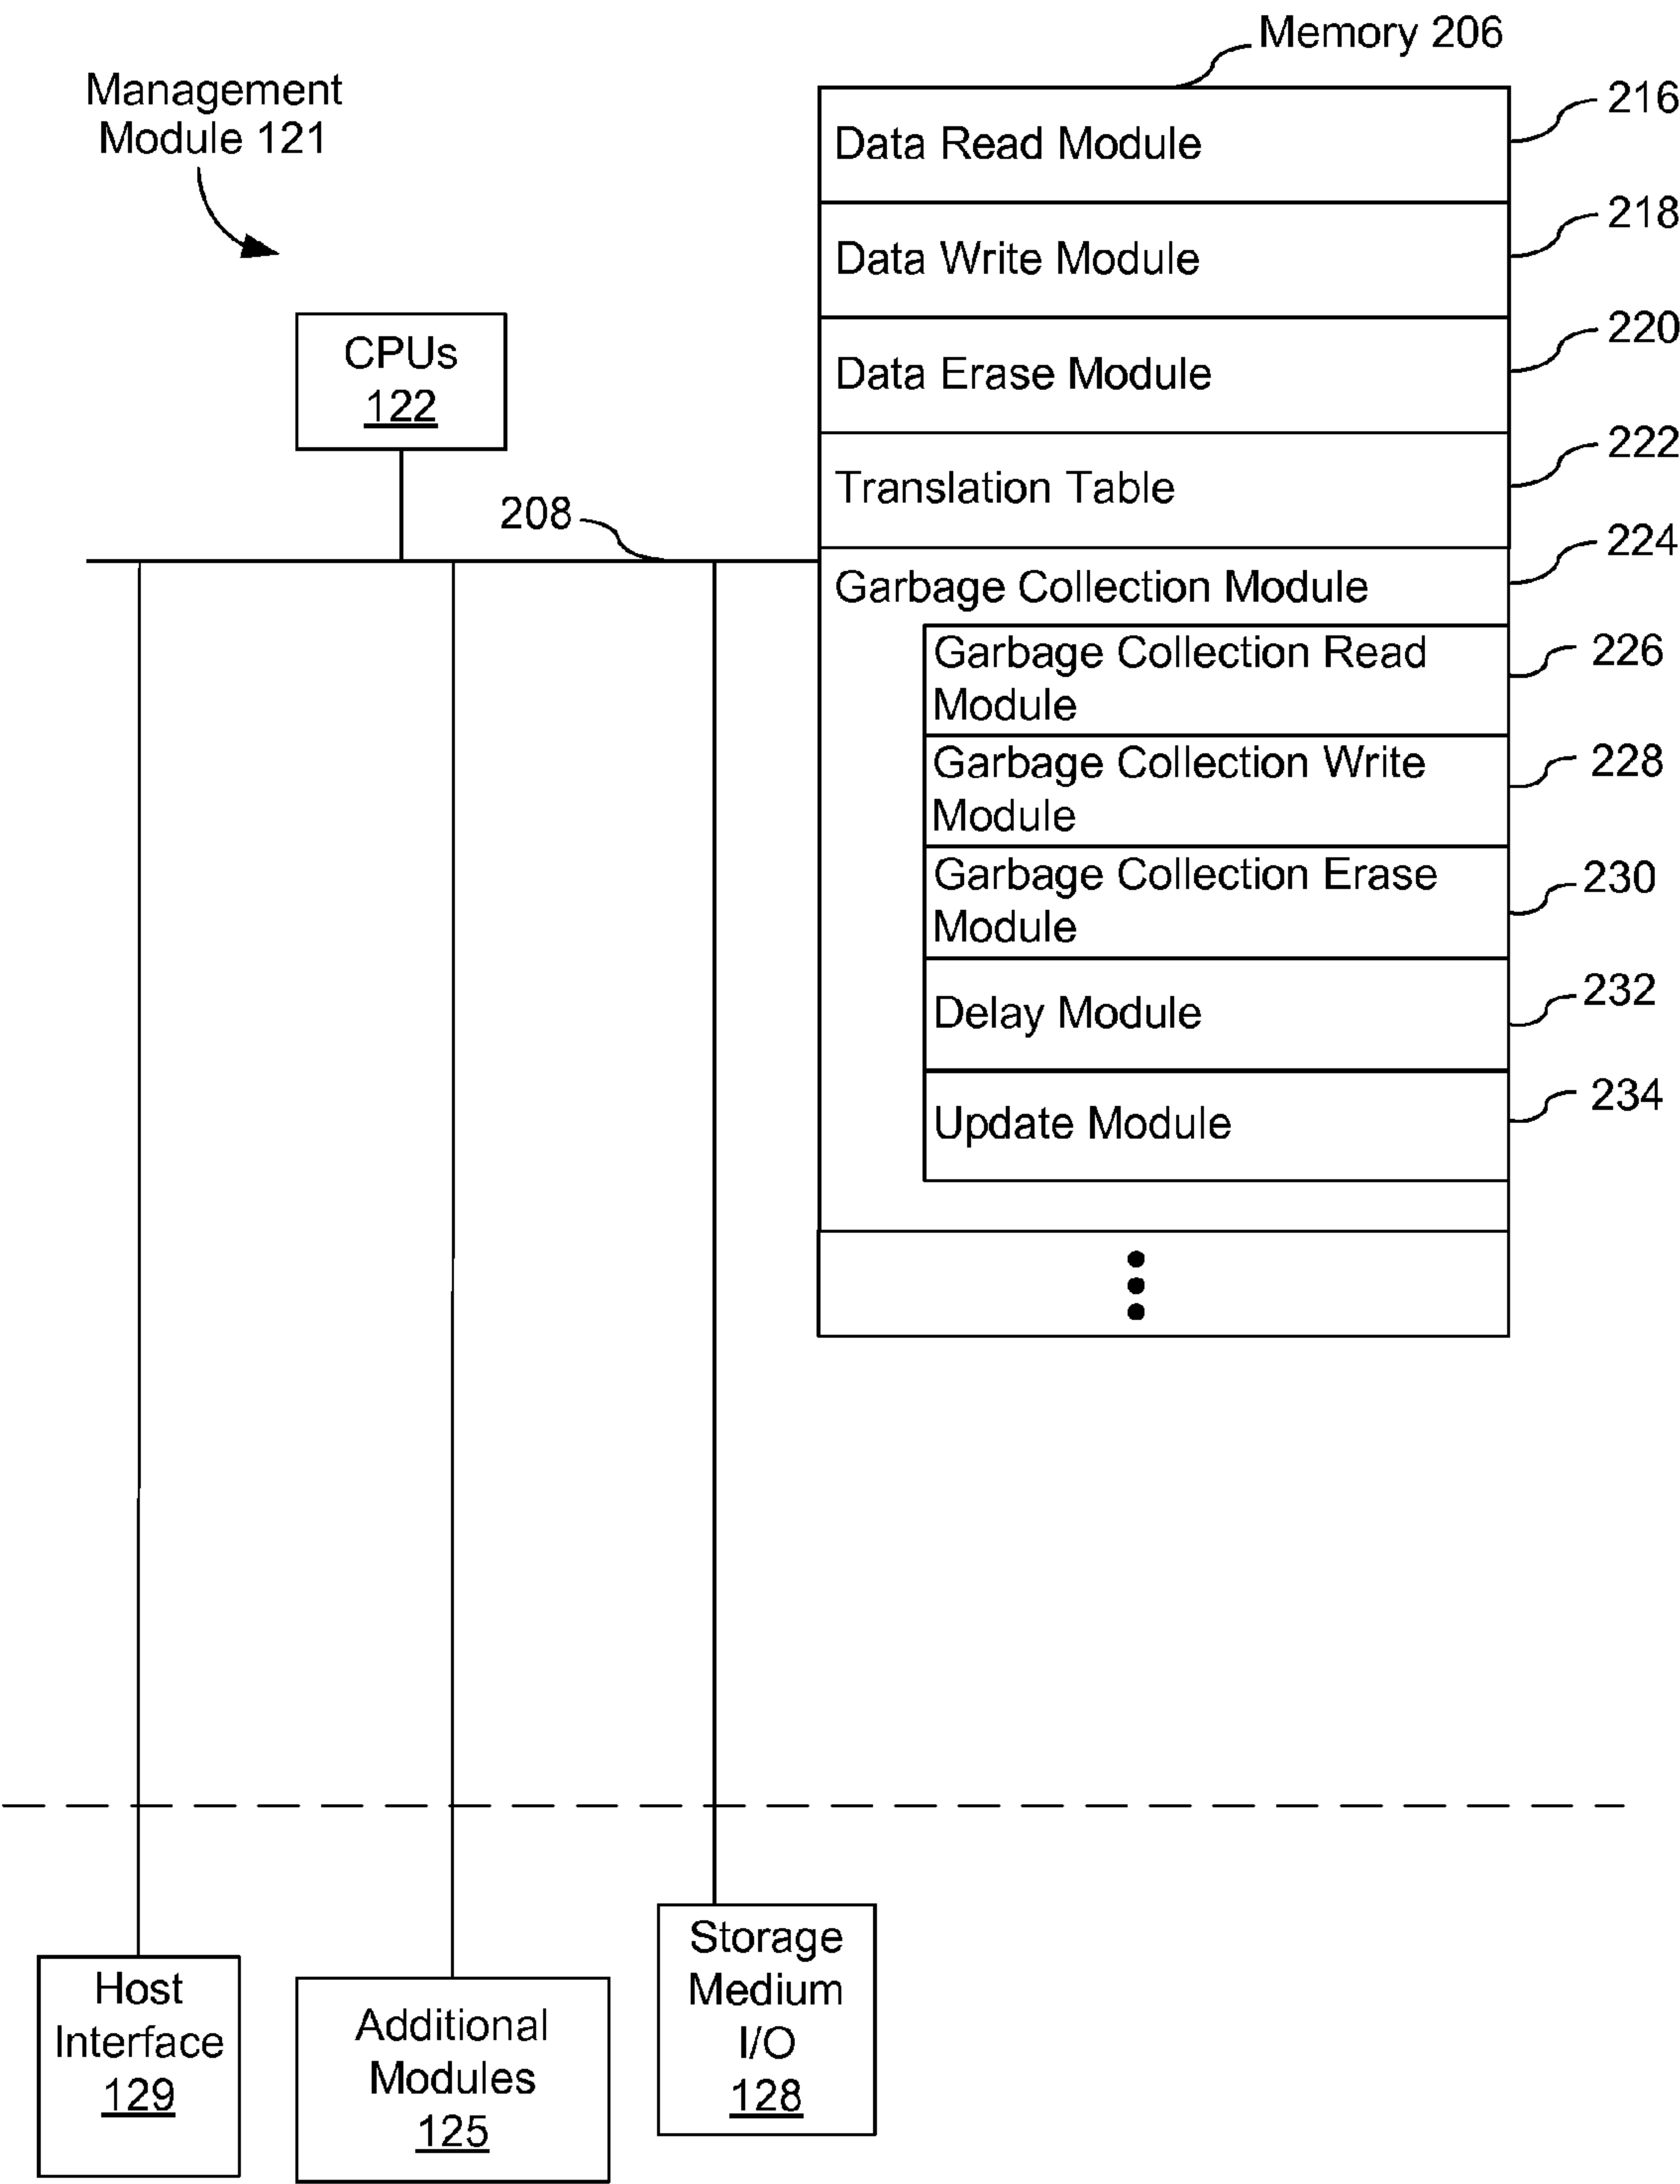 Memory 206
Management
Module 121
216
Data Read Module
218
Data Write Module
220
Data Erase Module
CPUs
122
222
Translation Table
208
224
Garbage Collection Module
226
Garbage Collection Read
Module
228
Garbage Collection Write
Module
230
Garbage Collection Erase
Module
232
Delay Module
234
Update Module
Host
Interface
129
Additional
Modules
125
Storage
Medium
I/O
128